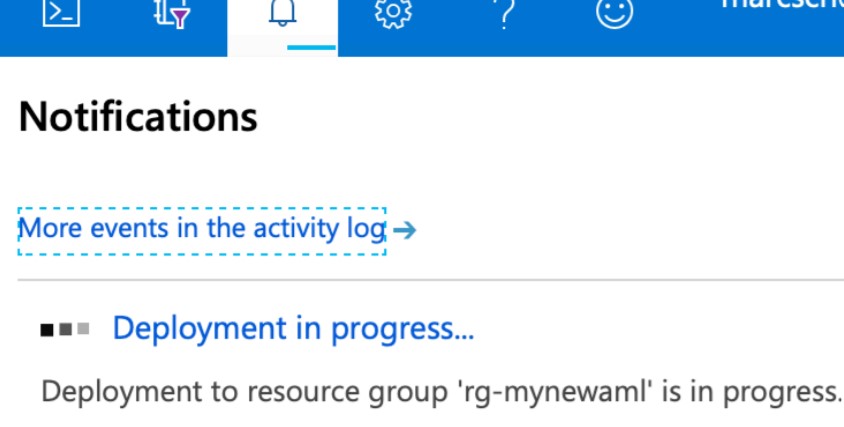 Notifications
More events in the activity log
Deployment in progress...
Deployment to resource group 'rg-mynewaml' is in progress.